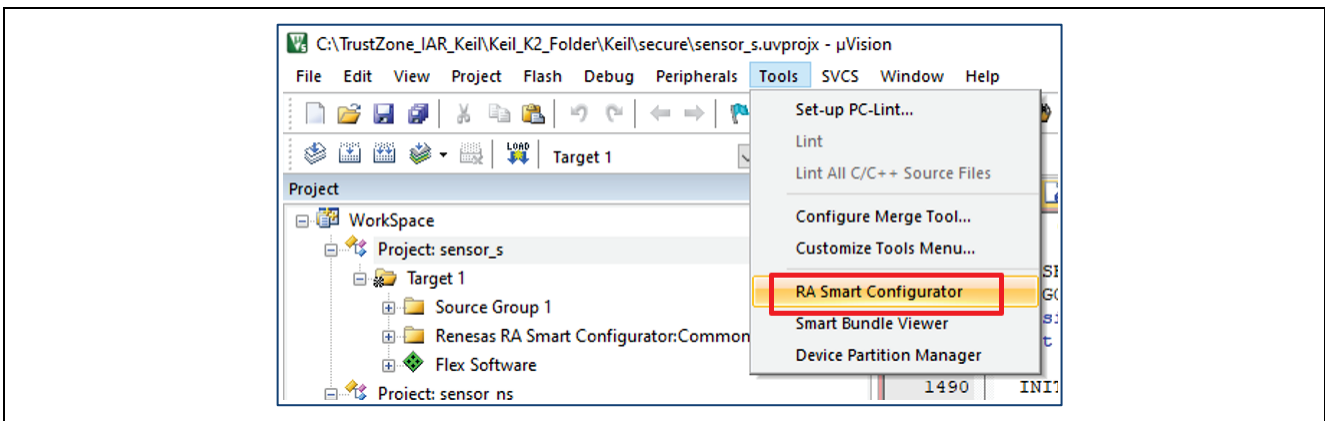 C:\TrustZone_IAR_Keil\Keil_K2_Folder\Keil\secure\sensor_s.uvprojx - µVision
File Edit View Project Flash Debug Peripherals Tools SVCS Window Help
Set-up PC-Lint...
Lint
LOAD Target 1
Lint All C/C++ Source Files
Project
WorkSpace
Configure Merge Tool...
Project: sensor_s
Customize Tools Menu...
Target 1
RA Smart Configurator
Source Group 1
Smart Bundle Viewer
Renesas RA Smart Configurator:Common
Device Partition Manager
Flex Software
1490 INIT
Project: sensor_ns